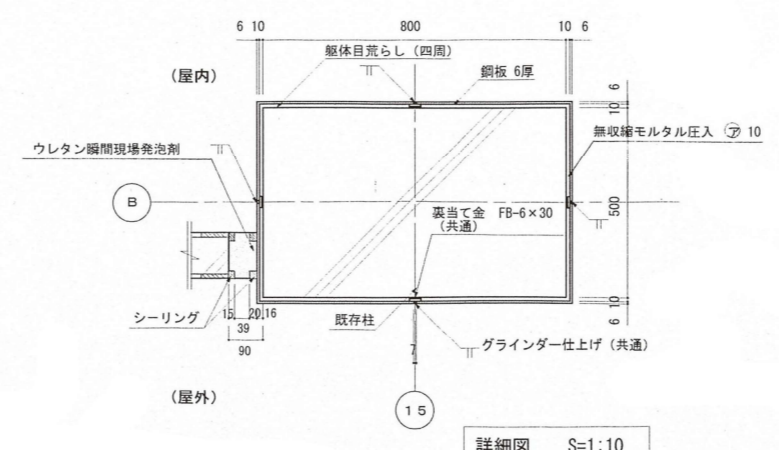 6 10 800 10 6
躯体目荒らし（四周）
（屋内）
鋼板 6厚
6
10
無収縮モルタル圧入 ㋐ 10
ウレタン瞬間現場発泡剤
B
裏当て金 FB-6×30
（共通）
500
シーリング
15 20 16
39
90
既存柱
7
グラインダー仕上げ（共通）
10
6
（屋外）
15
詳細図 S=1:10